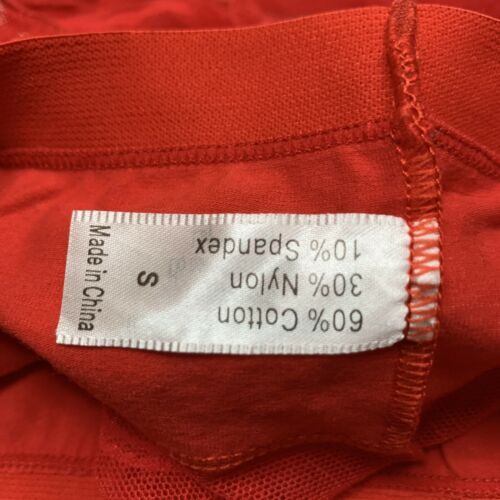 60% Cotton
30% Nylon
10% Spandex
S
Made in China